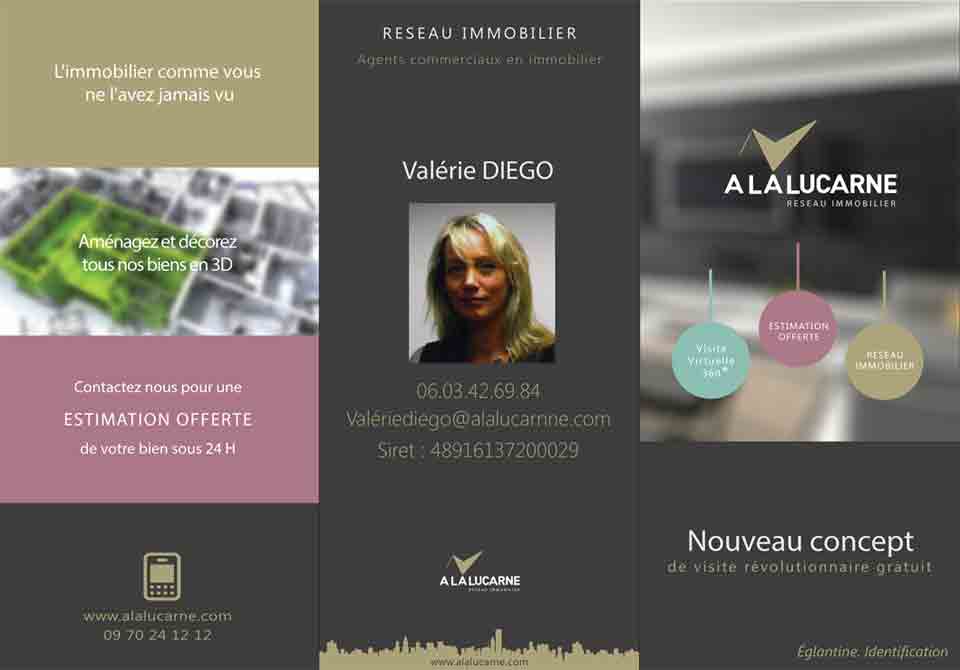 L'immobilier comme vous
ne l'avez jamais vu
Aménagez et décorez
tous nos biens en 3D
Contactez nous pour une
ESTIMATION OFFERTE
de votre bien sous 24 H
www.alalucarne.com
09 70 24 12 12
RESEAU IMMOBILIER
Agents commerciaux en immobilier
Valérie DIEGO
06.03.42.69.84
Valériediego@alalucarnne.com
Siret : 48916137200029
A LA LUCARNE
RESEAU IMMOBILIER
www.alalucarne.com
A LA LUCARNE
RESEAU IMMOBILIER
Visite
Virtuelle
360°
ESTIMATION
OFFERTE
RESEAU
IMMOBILIER
Nouveau concept
de visite révolutionnaire gratuit
Églantine. Identification